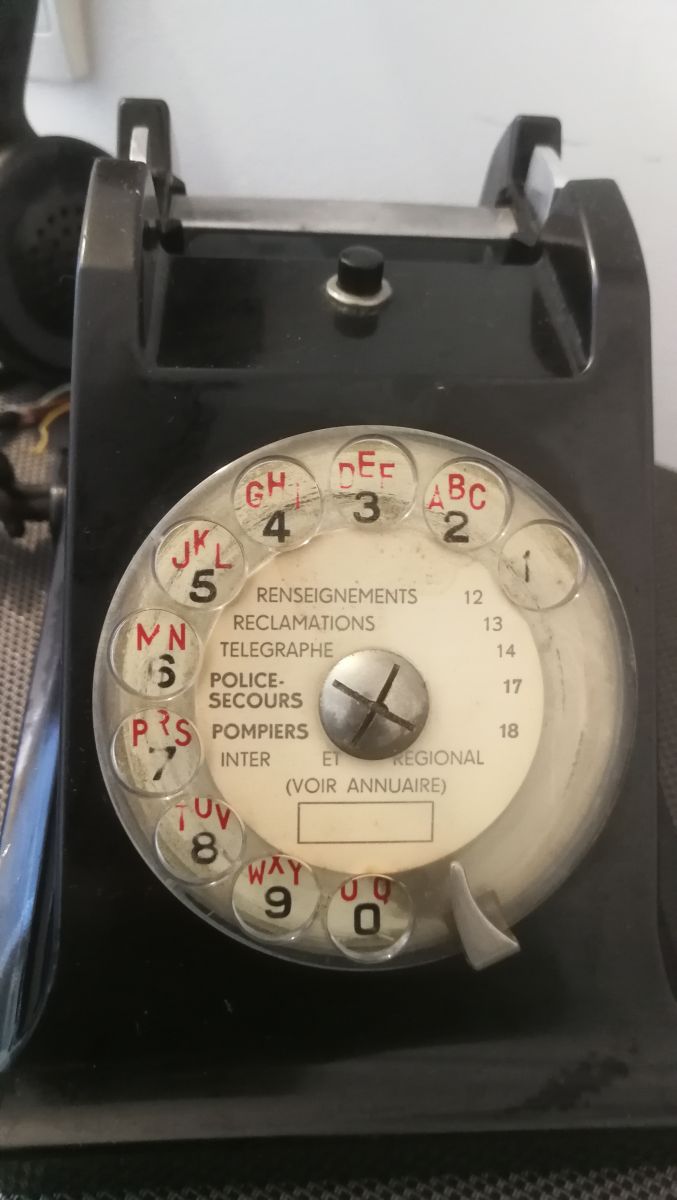 1
ABC
2
DEF
3
GHI
4
JKL
5
MN
6
PRS
7
TUV
8
WXY
9
OQ
0
RENSEIGNEMENTS 12
RECLAMATIONS 13
TELEGRAPHE 14
POLICE-
SECOURS 17
POMPIERS 18
INTER ET REGIONAL
(VOIR ANNUAIRE)